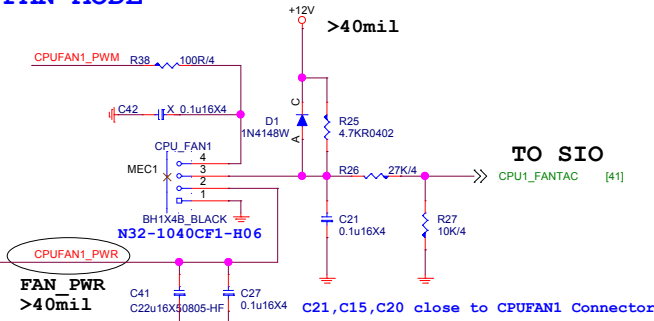 FAN MODE
+12V
>40mil
CPUFAN1_PWM
R38
100R/4
C42
X_0.1u16X4
D1
1N4148W
C
A
R25
4.7KR0402
CPU_FAN1
MEC1
4
3
2
1
BH1X4B_BLACK
N32-1040CF1-H06
R26
27K/4
TO SIO
CPU1_FANTAC
[41]
C21
0.1u16X4
R27
10K/4
CPUFAN1_PWR
FAN_PWR
>40mil
C41
C22u16X50805-HF
C27
0.1u16X4
C21,C15,C20 close to CPUFAN1 Connector